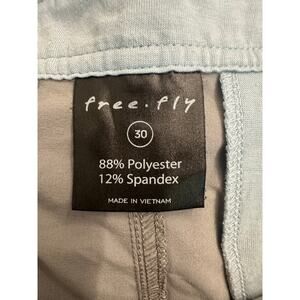 free.fly
30
88% Polyester
12% Spandex
MADE IN VIETNAM